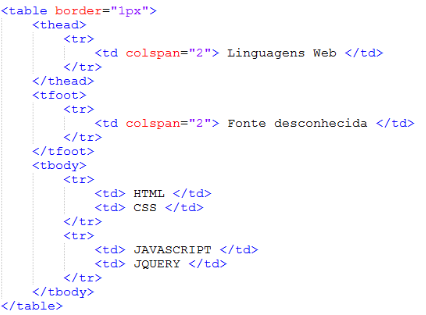 <table border="1px">
<thead>
<tr>
<td colspan="2"> Linguagens Web </td>
</tr>
</thead>
<tfoot>
<tr>
<td colspan="2"> Fonte desconhecida </td>
</tr>
</tfoot>
<tbody>
<tr>
<td> HTML </td>
<td> CSS </td>
</tr>
<tr>
<td> JAVASCRIPT </td>
<td> JQUERY </td>
</tr>
</tbody>
</table>